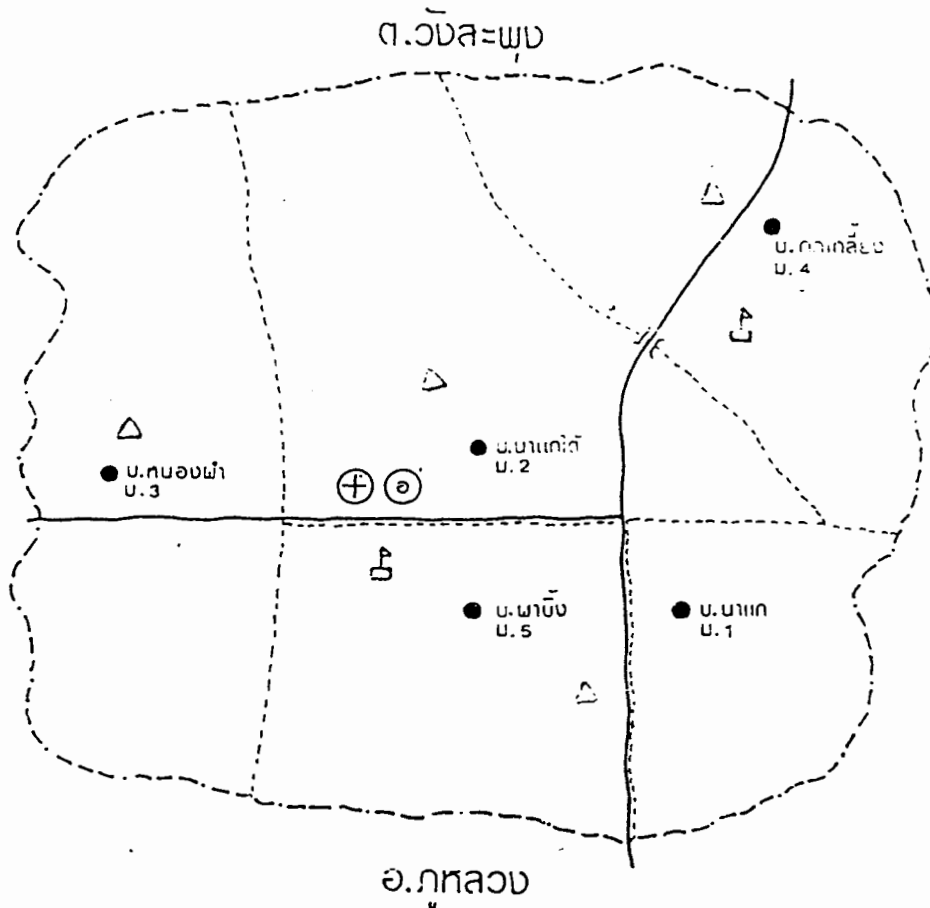 ต.วังสะพุง
ม.4
บ.นาแกใต้
ม.2
บ.หนองผำ
ม.3
อ
บ.ผาบิ้ง
ม.5
บ.นาแก
ม.1
อ.ภูหลวง